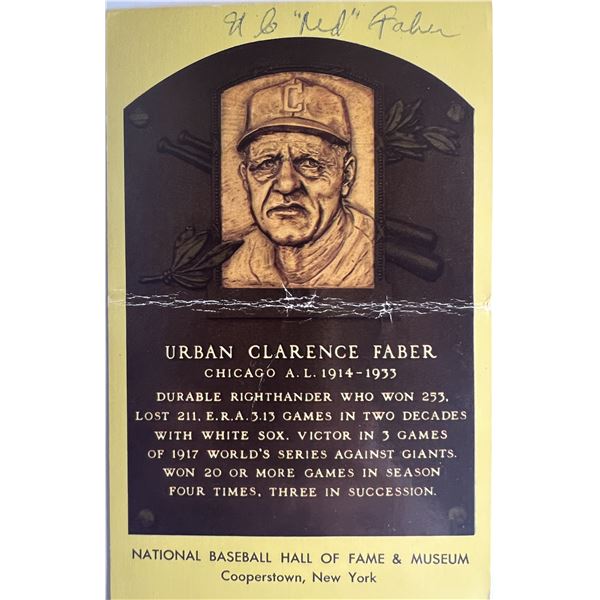 U C "Red" Faber
C
URBAN CLARENCE FABER
CHICAGO A.L. 1914-1933
DURABLE RIGHTHANDER WHO WON 253,
LOST 211, E.R.A. 3.13 GAMES IN TWO DECADES
WITH WHITE SOX. VICTOR IN 3 GAMES
OF 1917 WORLD'S SERIES AGAINST GIANTS.
WON 20 OR MORE GAMES IN SEASON
FOUR TIMES, THREE IN SUCCESSION.
NATIONAL BASEBALL HALL OF FAME & MUSEUM
Cooperstown, New York